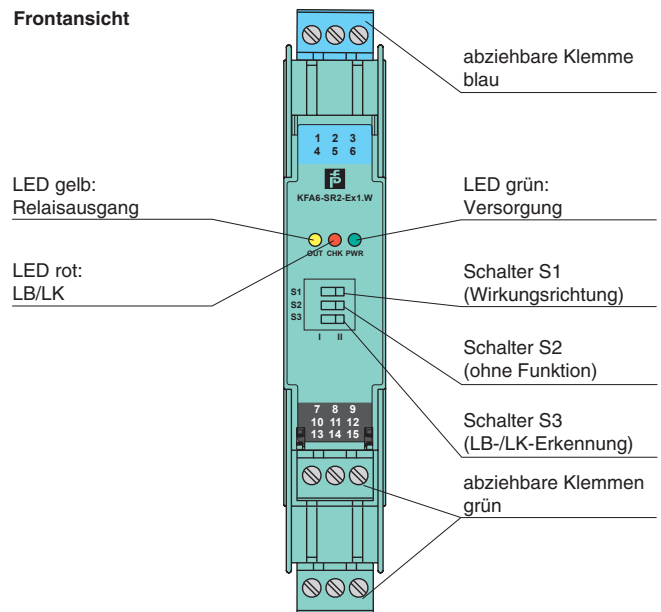 Frontansicht
abziehbare Klemme
blau
1 2 3
4 5 6
KFA6-SR2-Ex1.W
LED gelb:
Relaisausgang
LED grün:
Versorgung
OUT CHK PWR
LED rot:
LB/LK
Schalter S1
(Wirkungsrichtung)
S1
S2
S3
I II
Schalter S2
(ohne Funktion)
Schalter S3
(LB-/LK-Erkennung)
7 8 9
10 11 12
13 14 15
abziehbare Klemmen
grün